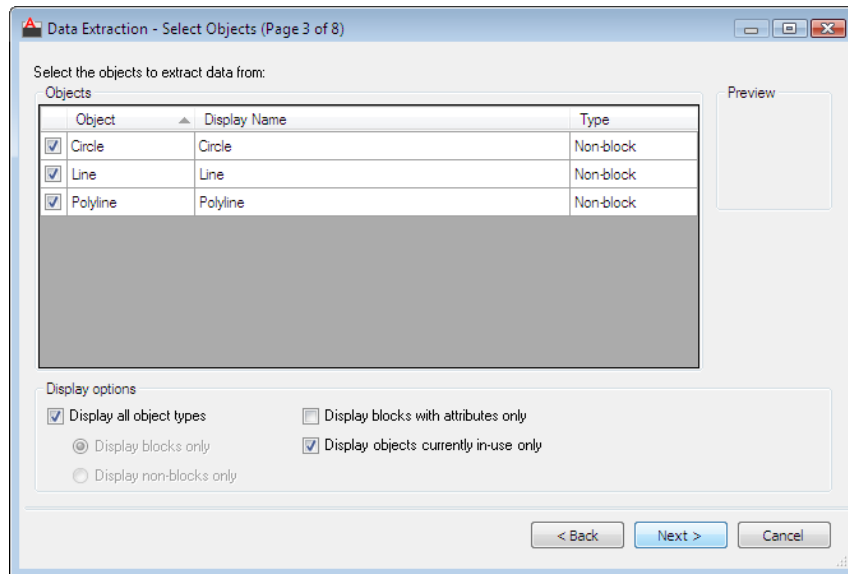 Data Extraction - Select Objects (Page 3 of 8)
Select the objects to extract data from:
Objects
Preview
Object Display Name Type
Circle Circle Non-block
Line Line Non-block
Polyline Polyline Non-block
Display options
Display all object types
Display blocks with attributes only
Display blocks only
Display objects currently in-use only
Display non-blocks only
< Back Next > Cancel